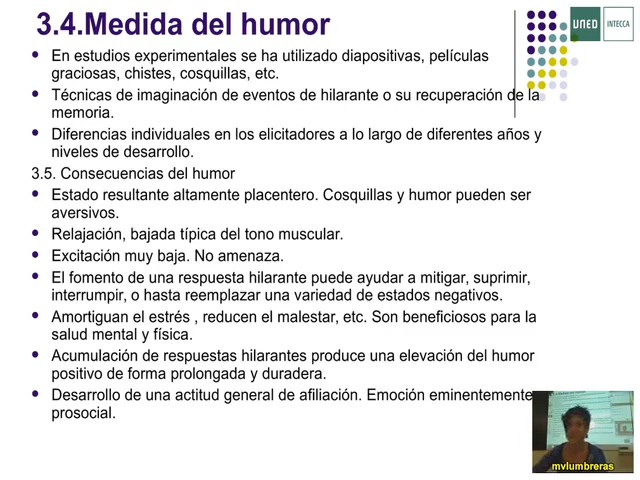 3.4.Medida del humor
UNED INTECCA
En estudios experimentales se ha utilizado diapositivas, películas
graciosas, chistes, cosquillas, etc.
Técnicas de imaginación de eventos de hilarante o su recuperación de la
memoria.
Diferencias individuales en los elicitadores a lo largo de diferentes años y
niveles de desarrollo.
3.5. Consecuencias del humor
Estado resultante altamente placentero. Cosquillas y humor pueden ser
aversivos.
Relajación, bajada típica del tono muscular.
Excitación muy baja. No amenaza.
El fomento de una respuesta hilarante puede ayudar a mitigar, suprimir,
interrumpir, o hasta reemplazar una variedad de estados negativos.
Amortiguan el estrés , reducen el malestar, etc. Son beneficiosos para la
salud mental y física.
Acumulación de respuestas hilarantes produce una elevación del humor
positivo de forma prolongada y duradera.
Desarrollo de una actitud general de afiliación. Emoción eminentemente
prosocial.
mvlumbreras